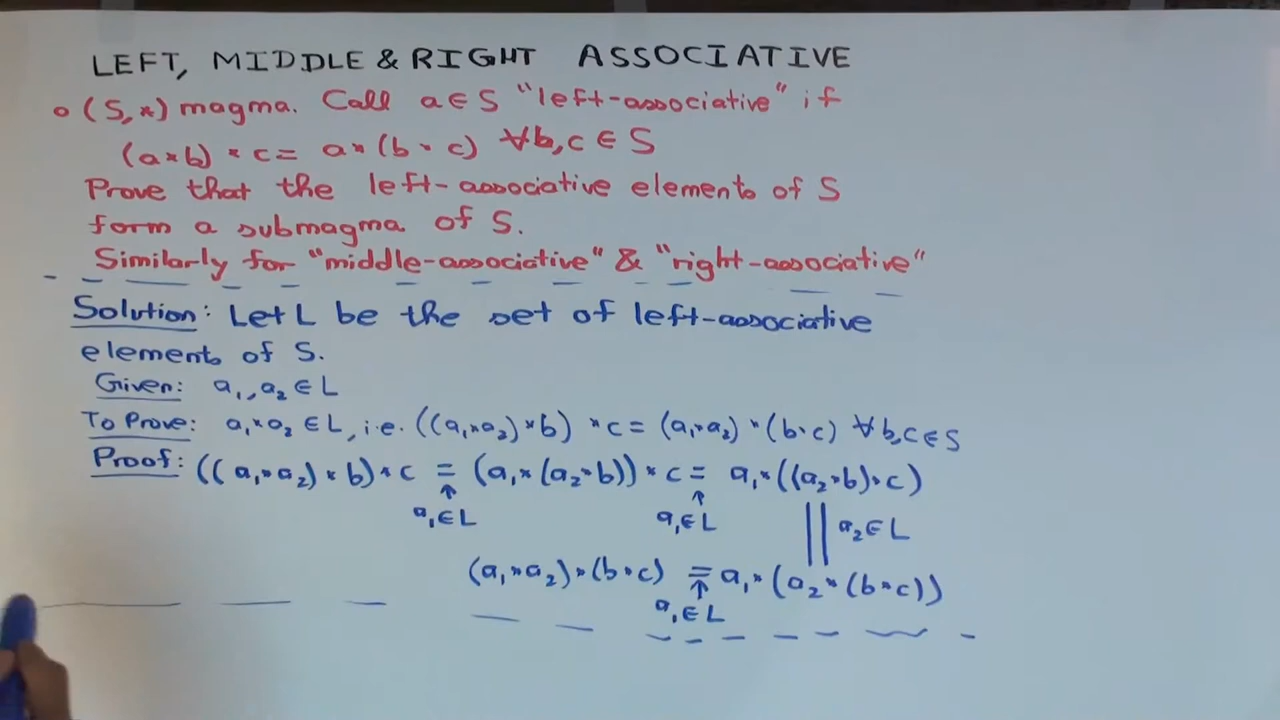 LEFT, MIDDLE & RIGHT ASSOCIATIVE
(S, *) magma. Call a ∈ S "left-associative" if
(a * b) * c = a * (b * c) ∀b, c ∈ S
Prove that the left-associative elements of S
form a submagma of S.
Similarly for "middle-associative" & "right-associative"
Solution: Let L be the set of left-associative
elements of S.
Given: a₁, a₂ ∈ L
To Prove: a₁ * a₂ ∈ L, i.e. ((a₁ * a₂) * b) * c = (a₁ * a₂) * (b * c) ∀b, c ∈ S
Proof: ((a₁ * a₂) * b) * c = (a₁ * (a₂ * b)) * c = a₁ * ((a₂ * b) * c)
↑ ↑
a₁ ∈ L a₁ ∈ L || a₂ ∈ L
(a₁ * a₂) * (b * c) = a₁ * (a₂ * (b * c))
↑
a₁ ∈ L